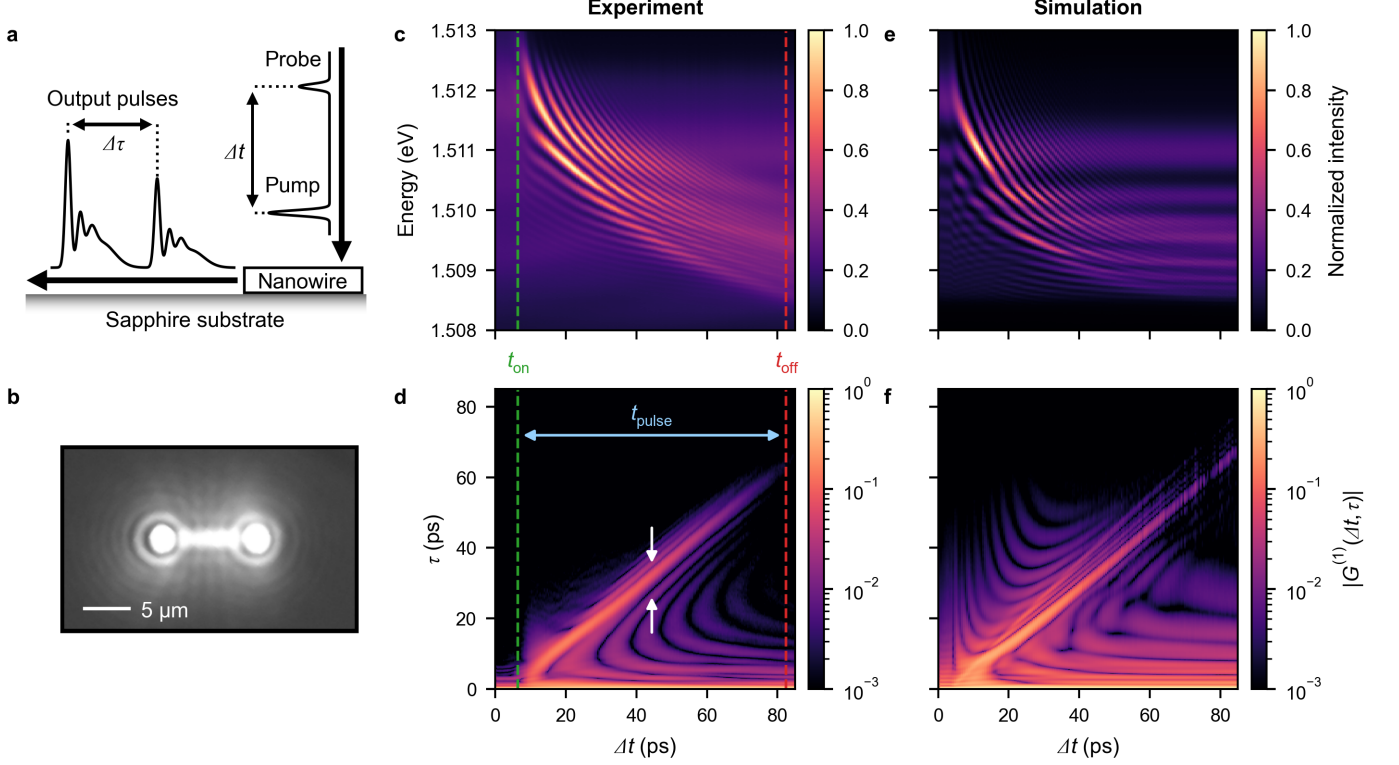 Experiment
Simulation
a
Probe
Output pulses
Δτ
Δt
Pump
Nanowire
Sapphire substrate
b
5 µm
c
1.513
1.512
1.511
1.510
1.509
1.508
Energy (eV)
1.0
0.8
0.6
0.4
0.2
0.0
t_on
t_off
d
80
60
40
20
0
τ (ps)
t_pulse
0 20 40 60 80
Δt (ps)
10⁰
10⁻¹
10⁻²
10⁻³
e
1.0
0.8
0.6
0.4
0.2
0.0
Normalized intensity
f
0 20 40 60 80
Δt (ps)
10⁰
10⁻¹
10⁻²
10⁻³
|G⁽¹⁾(Δt, τ)|